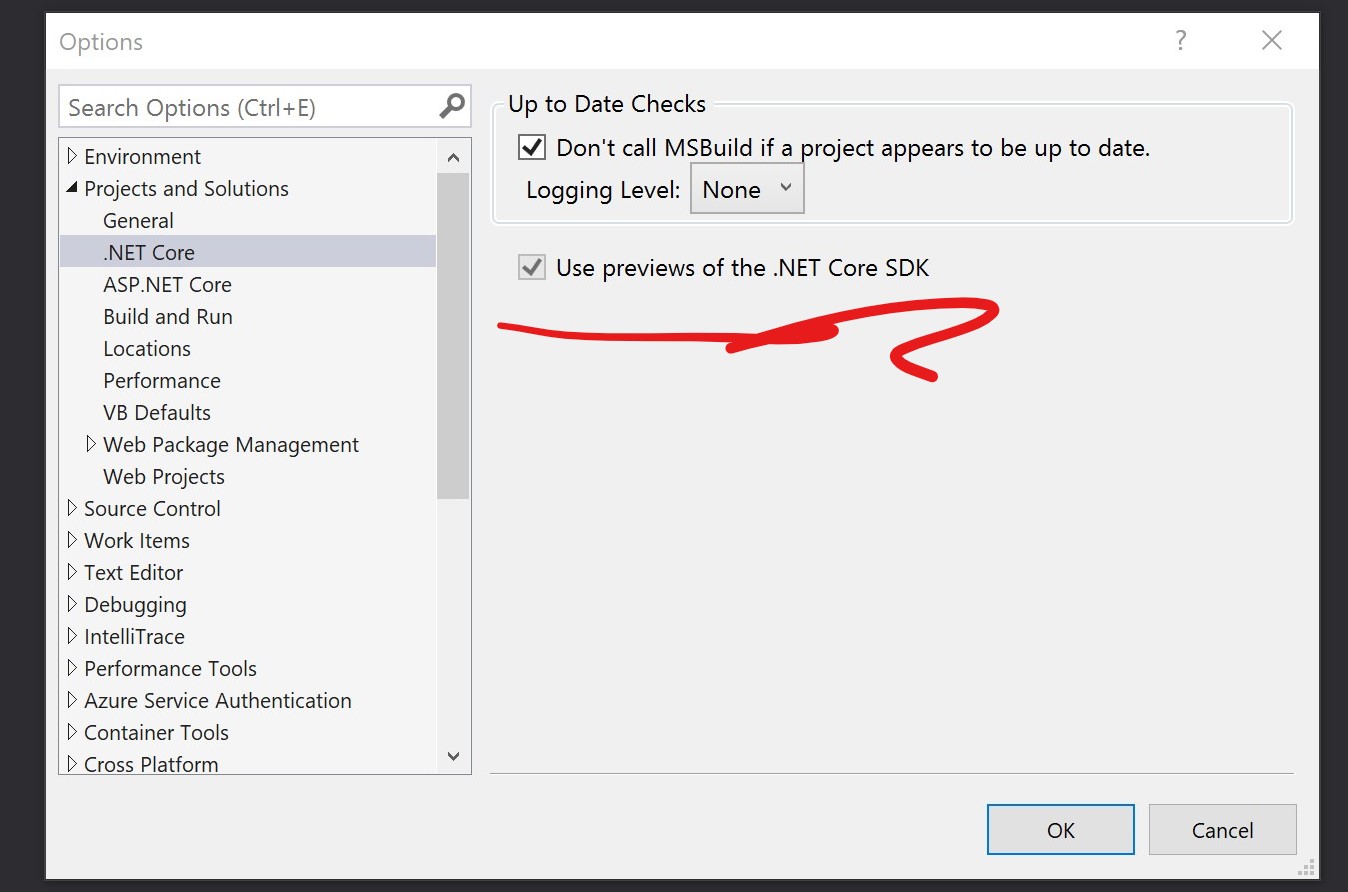 Options
?
Search Options (Ctrl+E)
Environment
Projects and Solutions
General
.NET Core
ASP.NET Core
Build and Run
Locations
Performance
VB Defaults
Web Package Management
Web Projects
Source Control
Work Items
Text Editor
Debugging
IntelliTrace
Performance Tools
Azure Service Authentication
Container Tools
Cross Platform
Up to Date Checks
Don't call MSBuild if a project appears to be up to date.
Logging Level: None
Use previews of the .NET Core SDK
OK Cancel